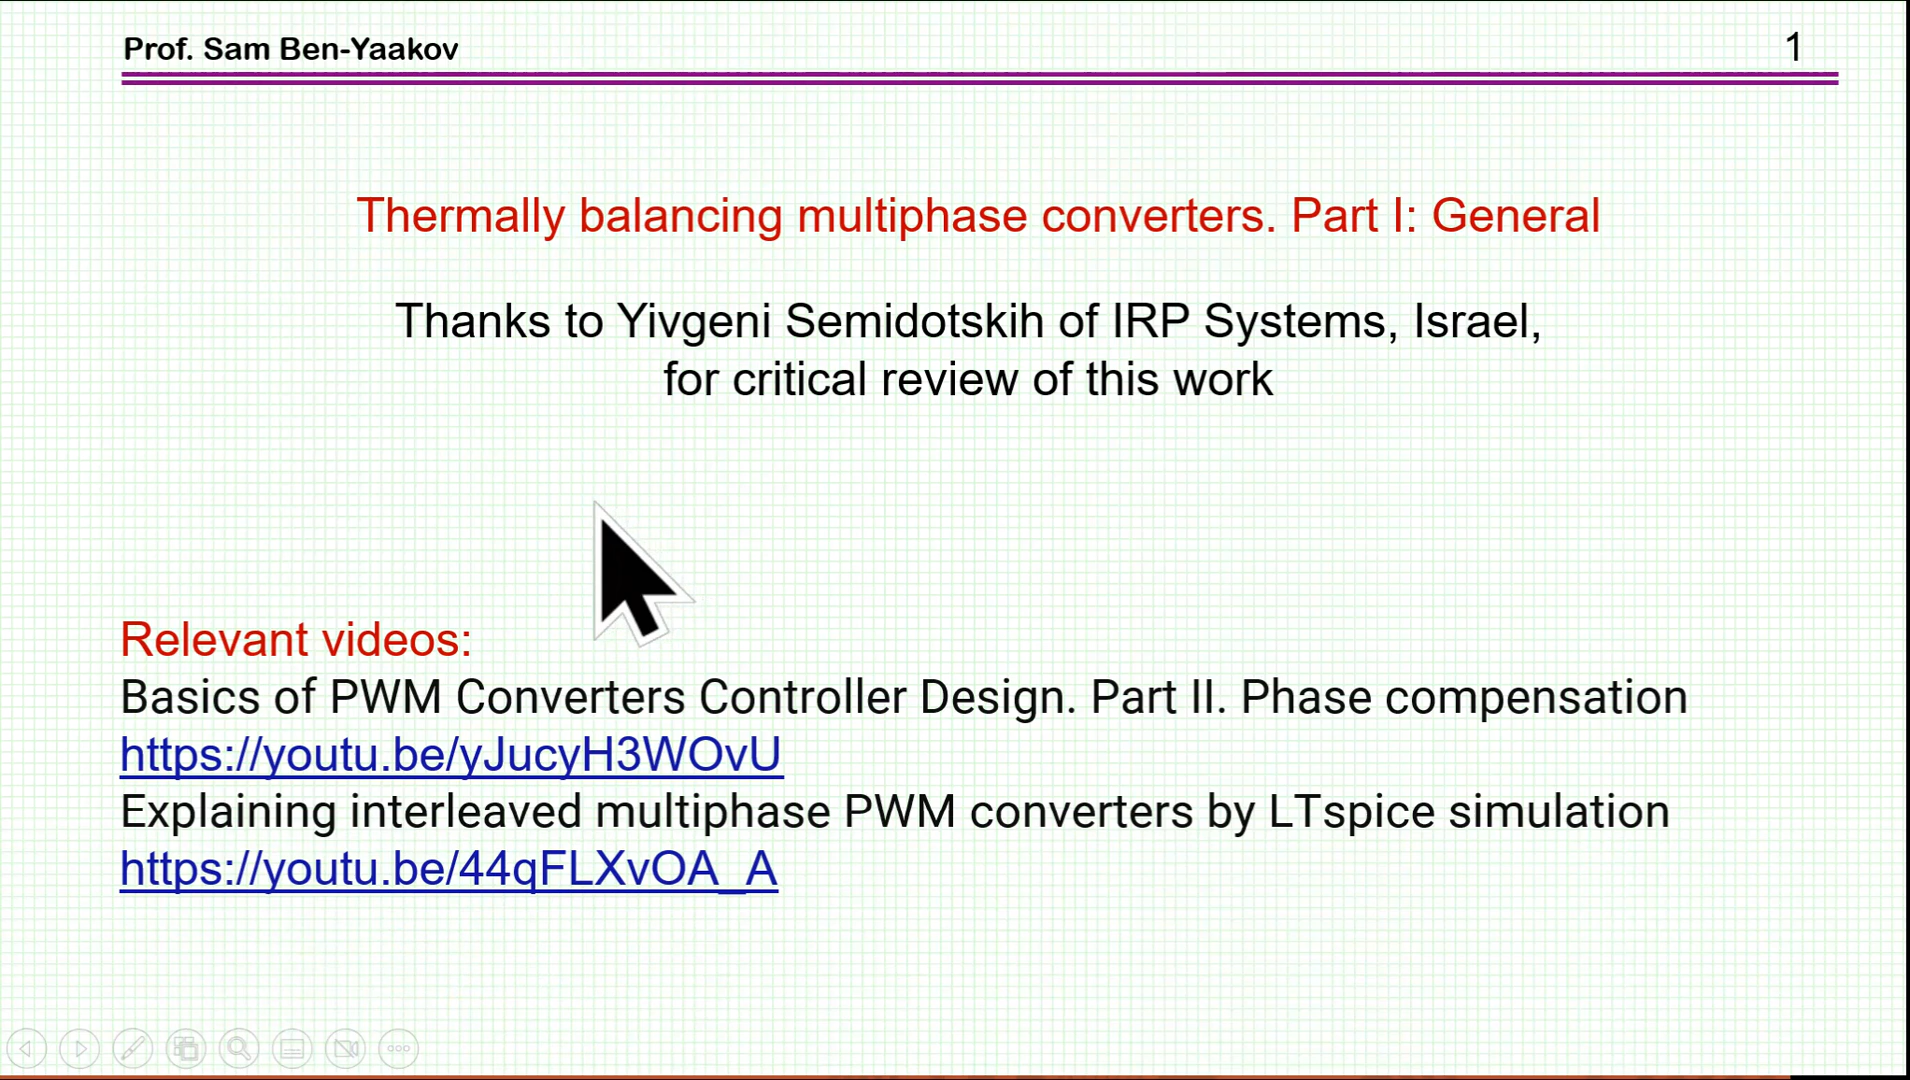 Prof. Sam Ben-Yaakov
1
Thermally balancing multiphase converters. Part I: General
Thanks to Yivgeni Semidotskih of IRP Systems, Israel,
for critical review of this work
Relevant videos:
Basics of PWM Converters Controller Design. Part II. Phase compensation
https://youtu.be/yJucyH3WOvU
Explaining interleaved multiphase PWM converters by LTspice simulation
https://youtu.be/44qFLXvOA_A